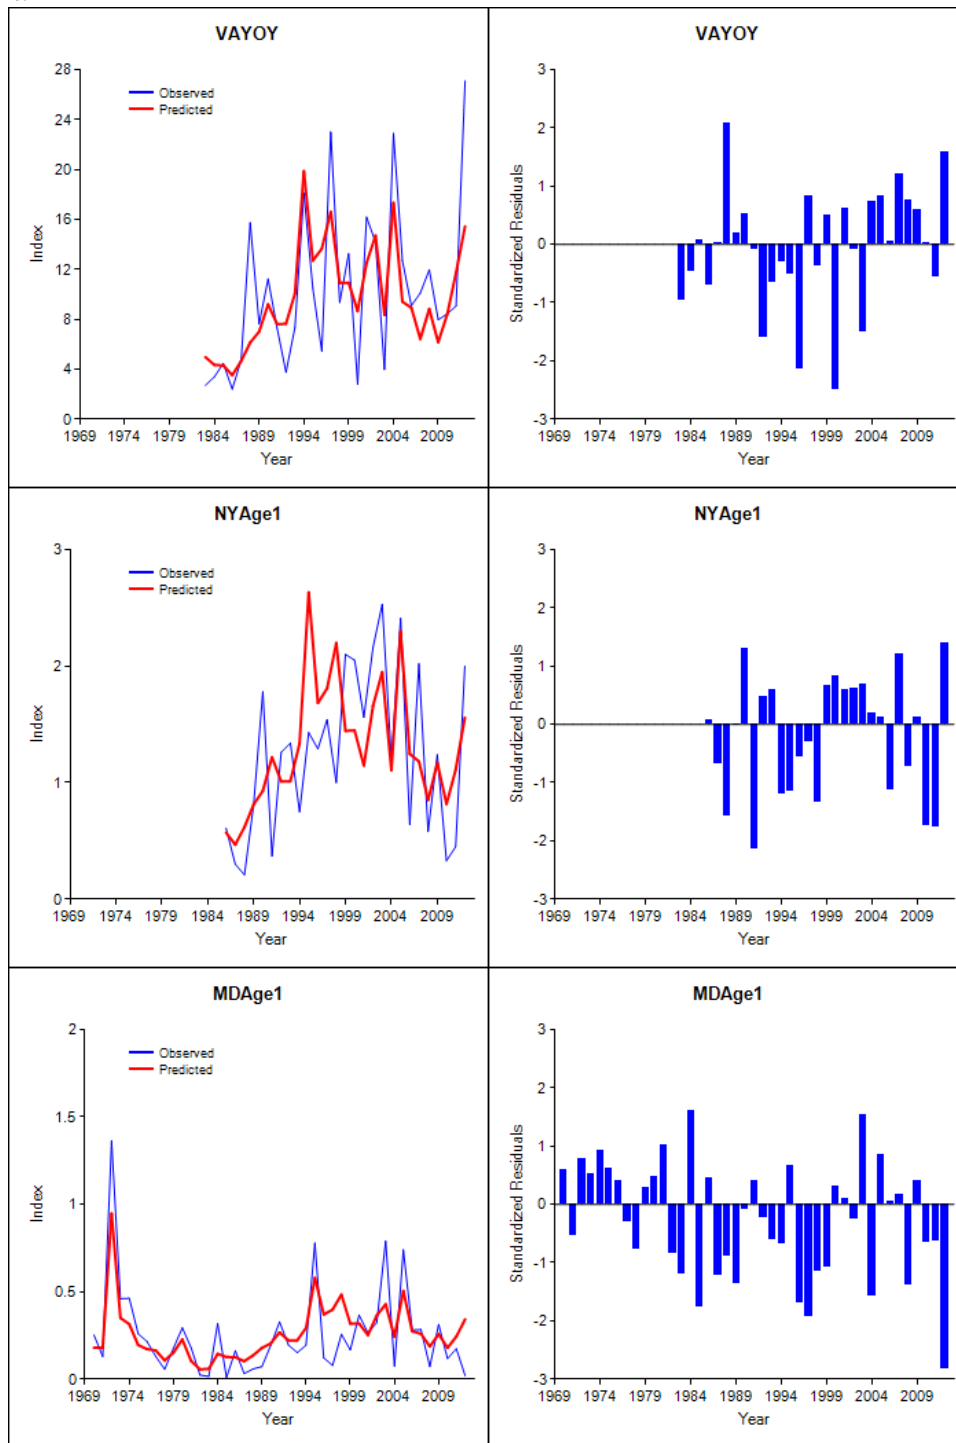 VAYOY
28
24
20
16
12
8
4
0
Index
Observed
Predicted
1969 1974 1979 1984 1989 1994 1999 2004 2009
Year
VAYOY
3
2
1
0
-1
-2
-3
Standardized Residuals
1969 1974 1979 1984 1989 1994 1999 2004 2009
Year
NYAge1
3
2
1
0
Index
Observed
Predicted
1969 1974 1979 1984 1989 1994 1999 2004 2009
Year
NYAge1
3
2
1
0
-1
-2
-3
Standardized Residuals
1969 1974 1979 1984 1989 1994 1999 2004 2009
Year
MDAge1
2
1.5
1
0.5
0
Index
Observed
Predicted
1969 1974 1979 1984 1989 1994 1999 2004 2009
Year
MDAge1
3
2
1
0
-1
-2
-3
Standardized Residuals
1969 1974 1979 1984 1989 1994 1999 2004 2009
Year